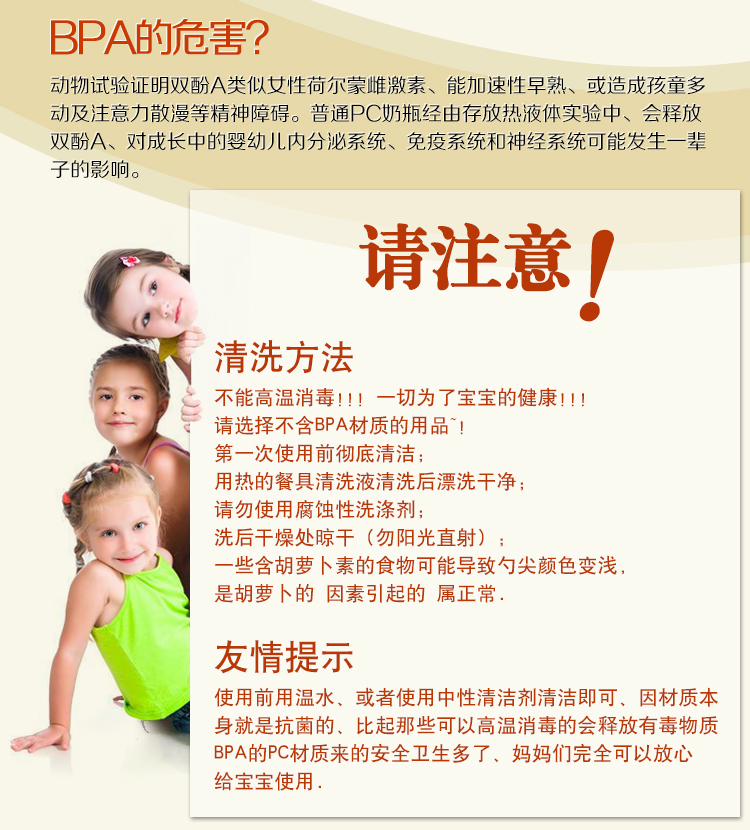 BPA的危害?
动物试验证明双酚A类似女性荷尔蒙雌激素、能加速性早熟、或造成孩童多
动及注意力散漫等精神障碍。普通PC奶瓶经由存放热液体实验中、会释放
双酚A、对成长中的婴幼儿内分泌系统、免疫系统和神经系统可能发生一辈
子的影响。
请注意!
清洗方法
不能高温消毒!!! 一切为了宝宝的健康!!!
请选择不含BPA材质的用品~!
第一次使用前彻底清洁;
用热的餐具清洗液清洗后漂洗干净;
请勿使用腐蚀性洗涤剂;
洗后干燥处晾干（勿阳光直射）;
一些含胡萝卜素的食物可能导致勺尖颜色变浅,
是胡萝卜的 因素引起的 属正常.
友情提示
使用前用温水、或者使用中性清洁剂清洁即可、因材质本
身就是抗菌的、比起那些可以高温消毒的会释放有毒物质
BPA的PC材质来的安全卫生多了、妈妈们完全可以放心
给宝宝使用.